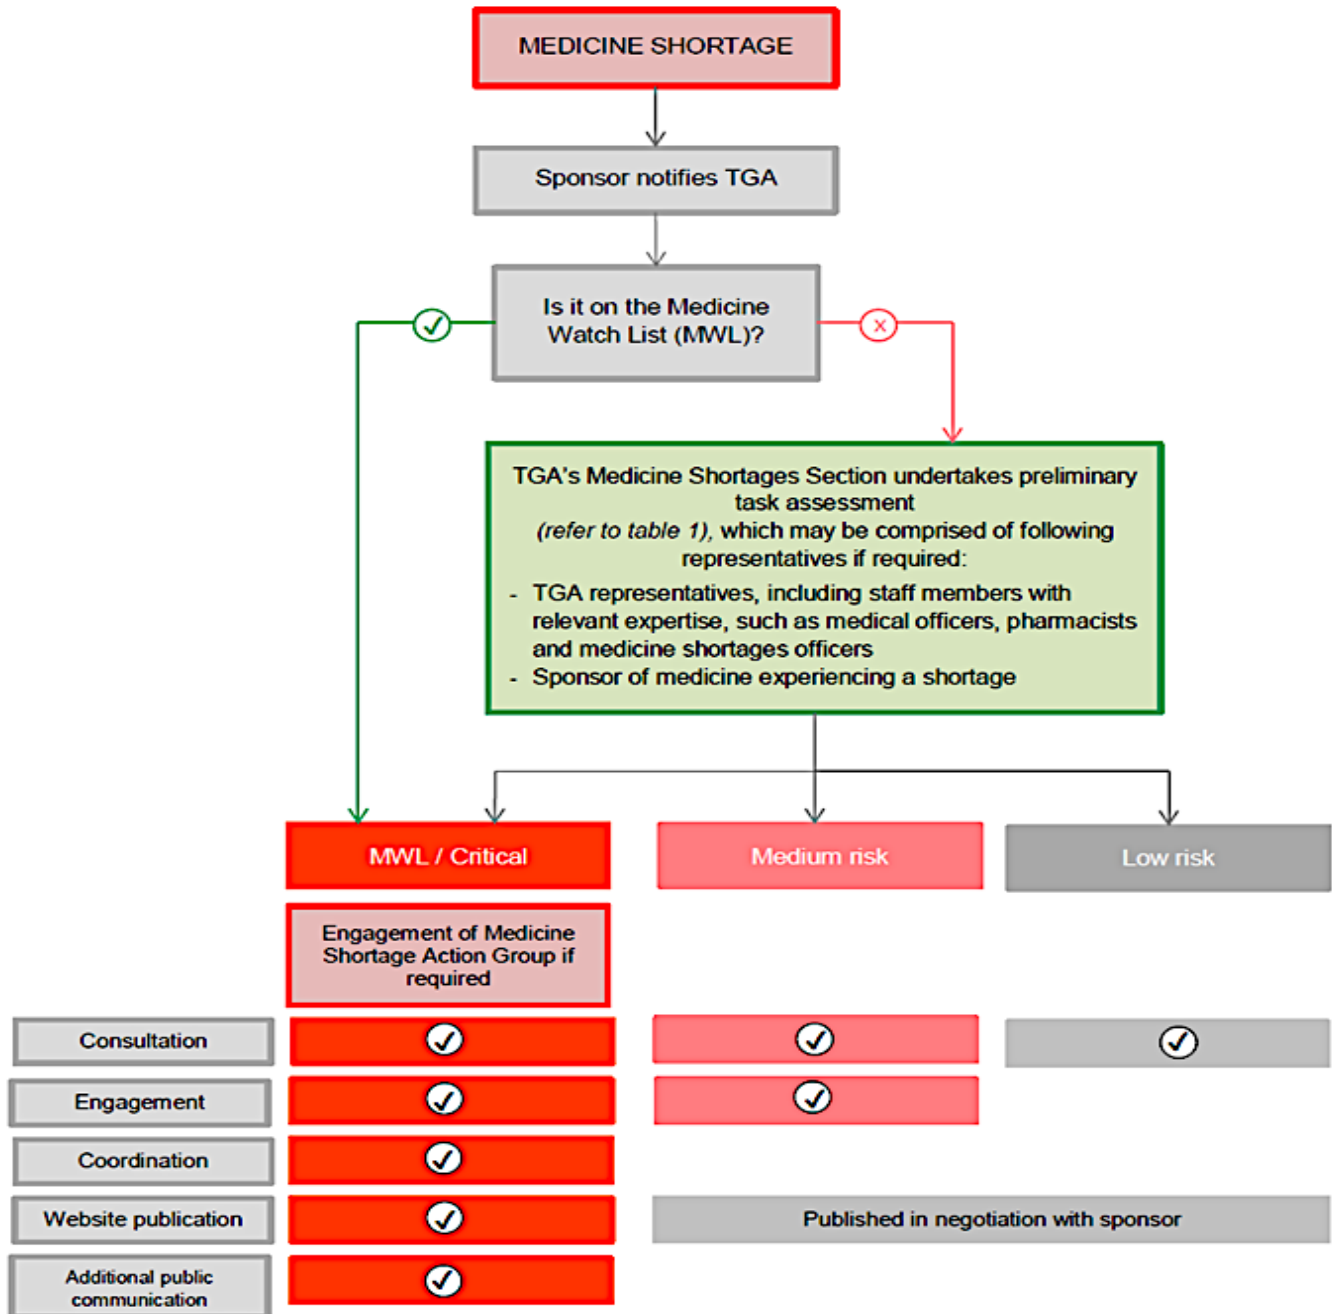 MEDICINE SHORTAGE
Sponsor notifies TGA
Is it on the Medicine
Watch List (MWL)?
TGA's Medicine Shortages Section undertakes preliminary
task assessment
(refer to table 1), which may be comprised of following
representatives if required:
- TGA representatives, including staff members with
relevant expertise, such as medical officers, pharmacists
and medicine shortages officers
- Sponsor of medicine experiencing a shortage
MWL / Critical
Medium risk
Low risk
Engagement of Medicine
Shortage Action Group if
required
Consultation
Engagement
Coordination
Website publication
Published in negotiation with sponsor
Additional public
communication